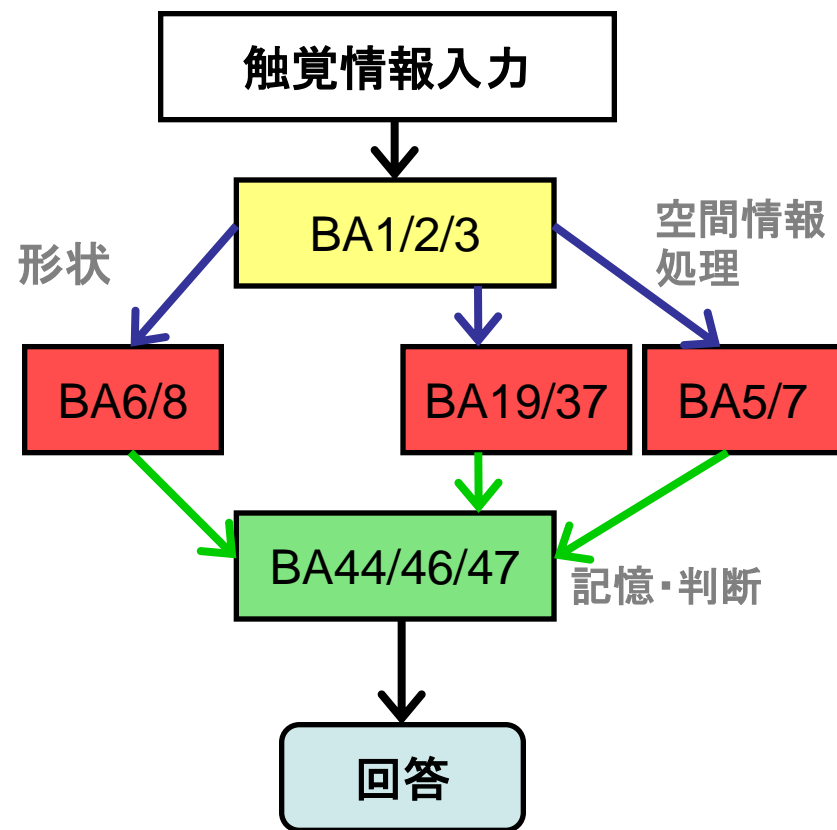 触覚情報入力
BA1/2/3
形状
空間情報
処理
BA6/8
BA19/37
BA5/7
BA44/46/47
記憶・判断
回答